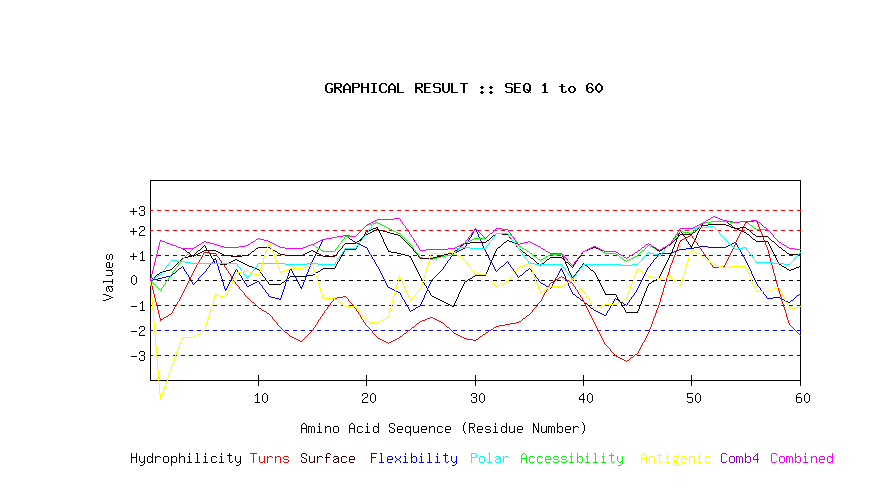 GRAPHICAL RESULT :: SEQ 1 to 60
+3
+2
+1
0
-1
-2
-3
Values
10 20 30 40 50 60
Amino Acid Sequence (Residue Number)
Hydrophilicity Turns Surface Flexibility Polar Accessibility Antigenic Comb4 Combined